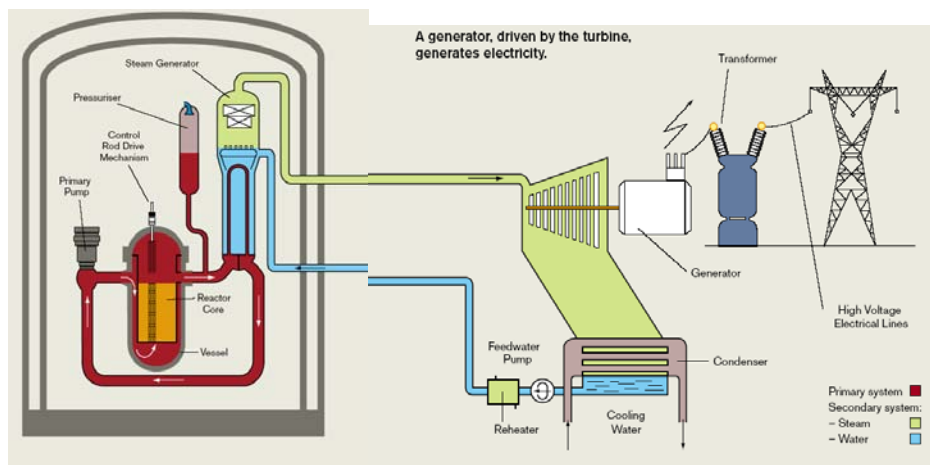 A generator, driven by the turbine,
generates electricity.
Steam Generator
Pressuriser
Control
Rod Drive
Mechanism
Primary
Pump
Reactor
Core
Vessel
Transformer
Generator
High Voltage
Electrical Lines
Feedwater
Pump
Condenser
Reheater
Cooling
Water
Primary system
Secondary system:
– Steam
– Water